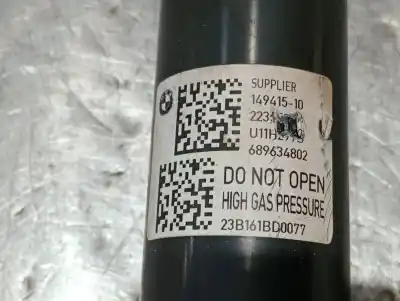 SUPPLIER
149415-10
689634802
DO NOT OPEN
HIGH GAS PRESSURE
23B161BD0077